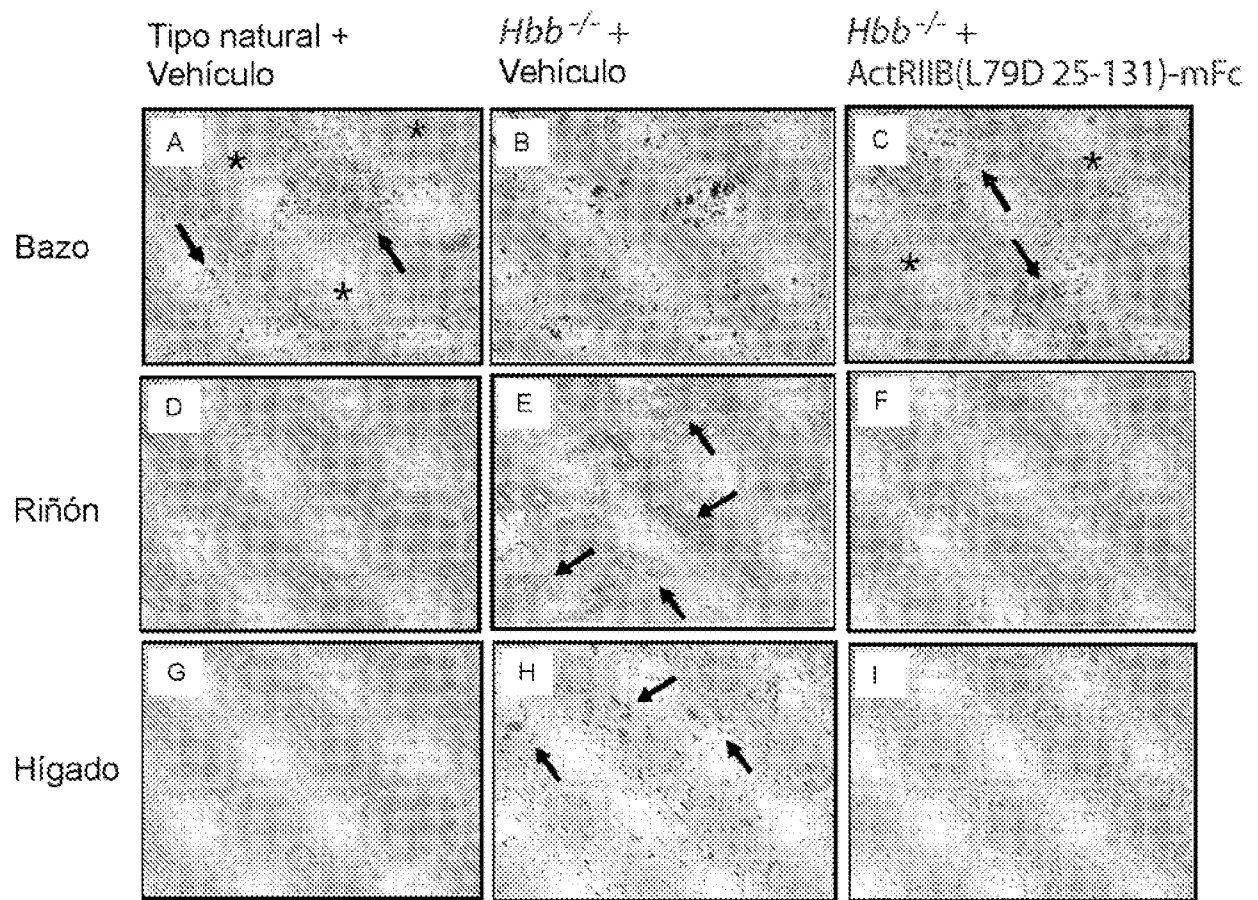 Tipo natural +
Vehículo
Hbb -/- +
Vehículo
Hbb -/- +
ActRIIB(L79D 25-131)-mFc
Bazo
A
*
*
*
B
C
*
*
Riñón
D
E
F
Hígado
G
H
I